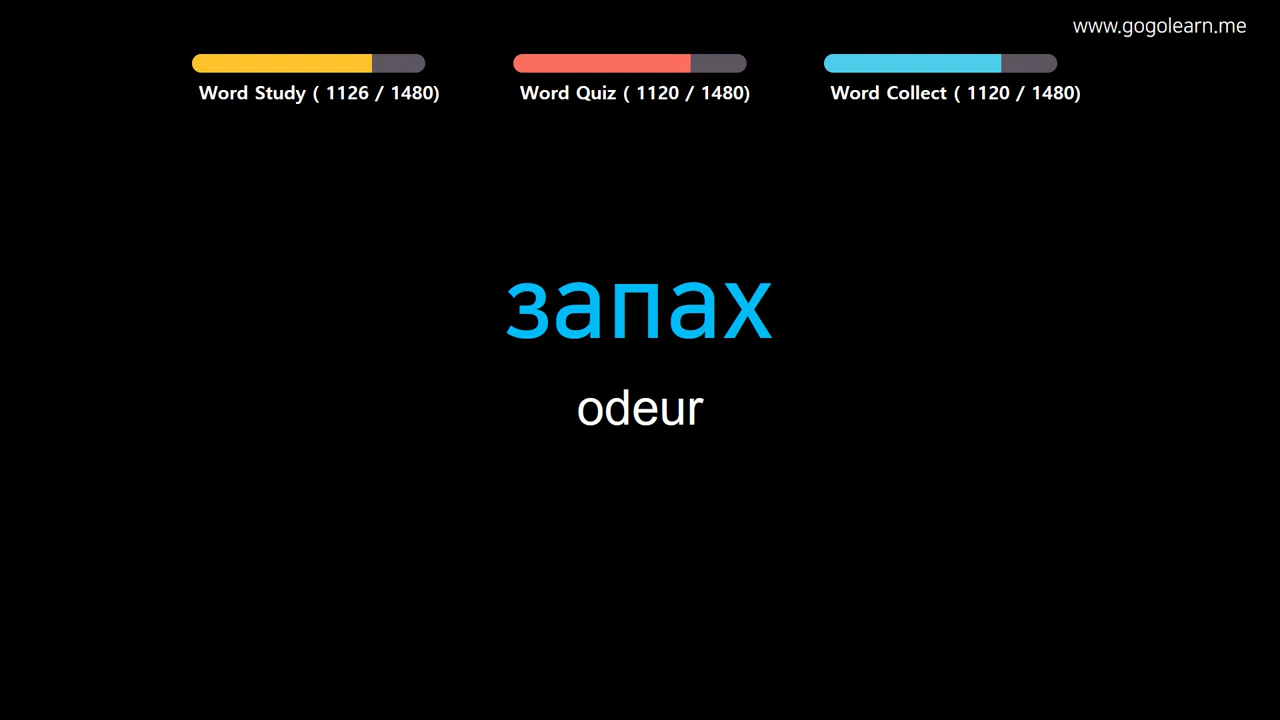 www.gogolearn.me
Word Study ( 1126 / 1480)
Word Quiz ( 1120 / 1480)
Word Collect ( 1120 / 1480)
запах
odeur